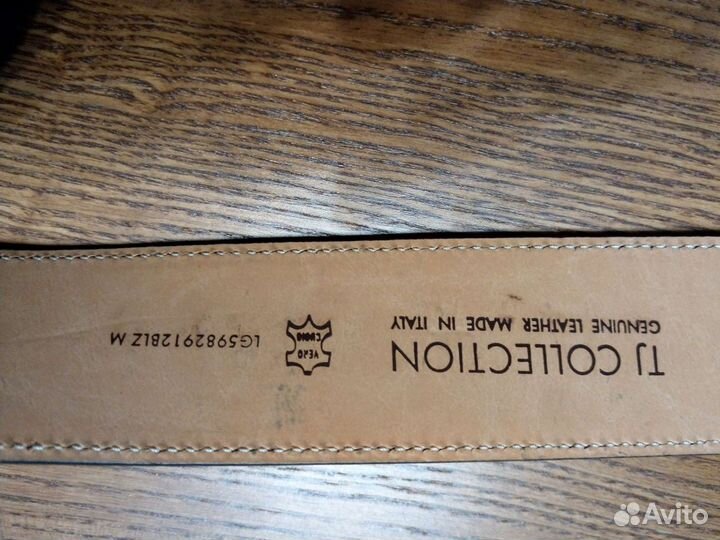 TJ COLLECTION
GENUINE LEATHER MADE IN ITALY
VERO
CUOIO
LG5982912BLZ M
Avito